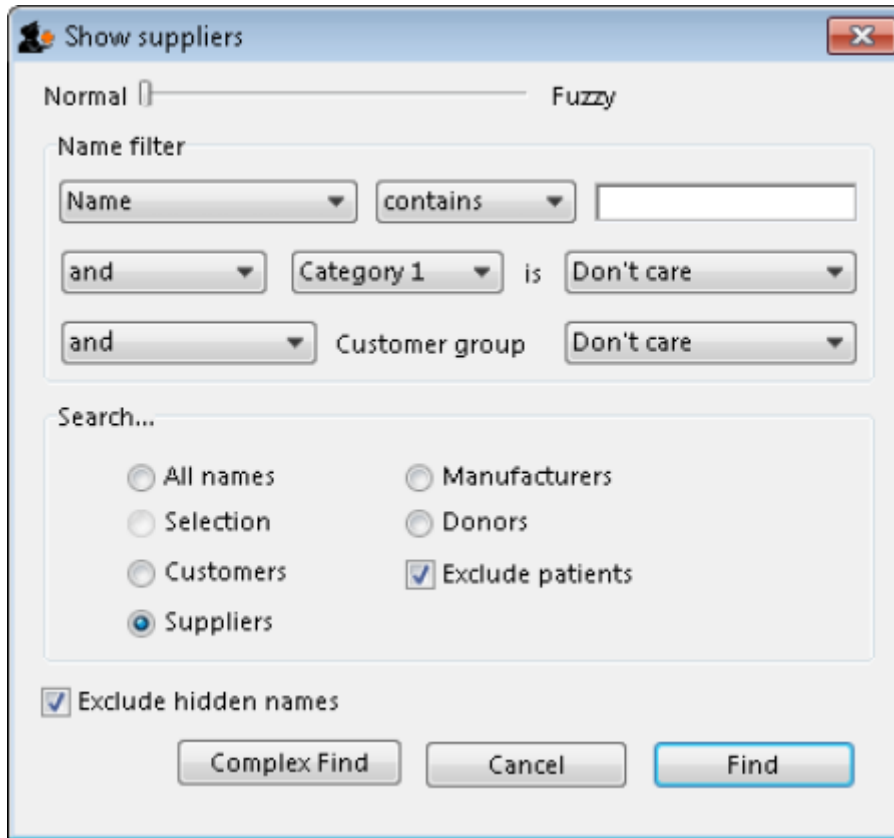 Show suppliers
Normal Fuzzy
Name filter
Name contains
and Category 1 is Don't care
and Customer group Don't care
Search...
All names Manufacturers
Selection Donors
Customers Exclude patients
Suppliers
Exclude hidden names
Complex Find Cancel Find